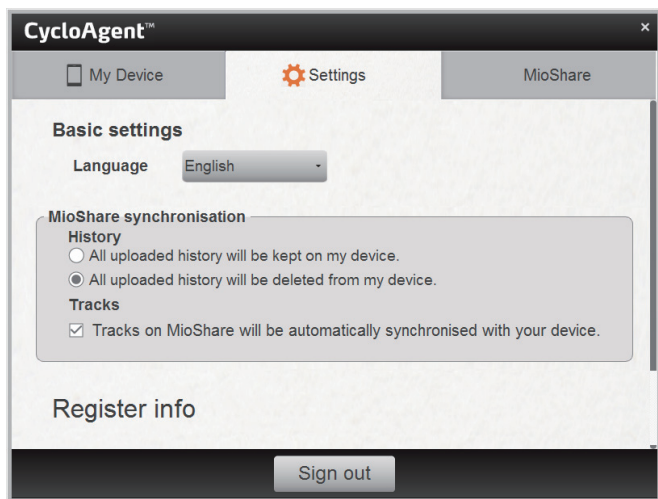 CycloAgent™
×
My Device
Settings
MioShare
Basic settings
Language English
MioShare synchronisation
History
All uploaded history will be kept on my device.
All uploaded history will be deleted from my device.
Tracks
Tracks on MioShare will be automatically synchronised with your device.
Register info
Sign out